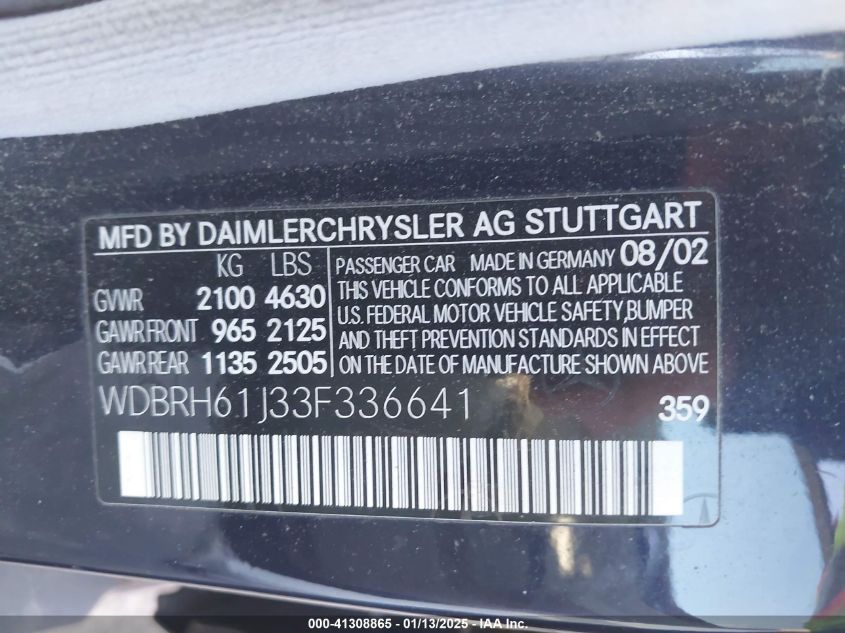 MFD BY DAIMLERCHRYSLER AG STUTTGART
KG LBS
GVWR 2100 4630
GAWR FRONT 965 2125
GAWR REAR 1135 2505
PASSENGER CAR MADE IN GERMANY 08/02
THIS VEHICLE CONFORMS TO ALL APPLICABLE
U.S. FEDERAL MOTOR VEHICLE SAFETY,BUMPER
AND THEFT PREVENTION STANDARDS IN EFFECT
ON THE DATE OF MANUFACTURE SHOWN ABOVE
WDBRH61J33F336641 359
000-41308865 - 01/13/2025 - IAA Inc.